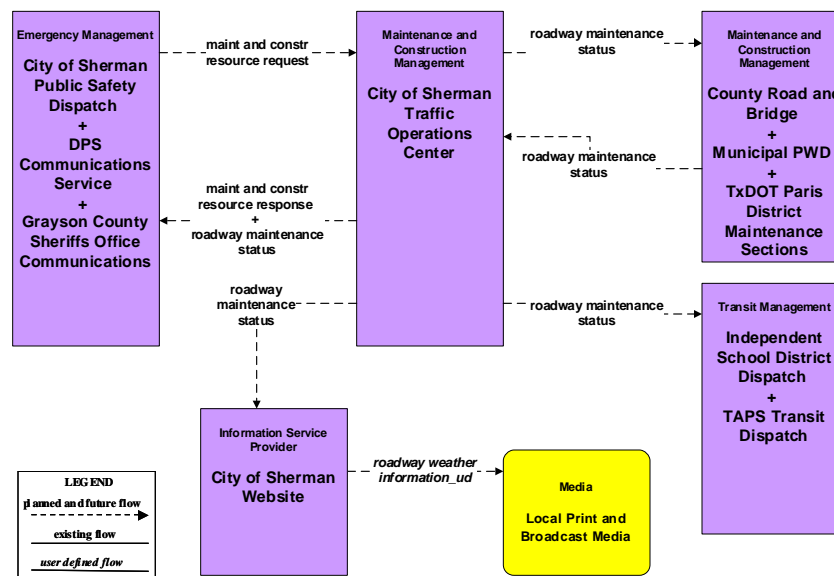 Emergency Management
City of Sherman
Public Safety
Dispatch
+
DPS
Communications
Service
+
Grayson County
Sheriffs Office
Communications
maint and constr
resource request
maint and constr
resource response
+
roadway maintenance
status
Maintenance and
Construction
Management
City of Sherman
Traffic
Operations
Center
roadway maintenance
status
roadway maintenance
status
Maintenance and
Construction
Management
County Road and
Bridge
+
Municipal PWD
+
TxDOT Paris
District
Maintenance
Sections
roadway
maintenance
status
roadway maintenance
status
Transit Management
Independent
School District
Dispatch
+
TAPS Transit
Dispatch
Information Service
Provider
City of Sherman
Website
roadway weather
information_ud
Media
Local Print and
Broadcast Media
LEGEND
planned and future flow
existing flow
user defined flow